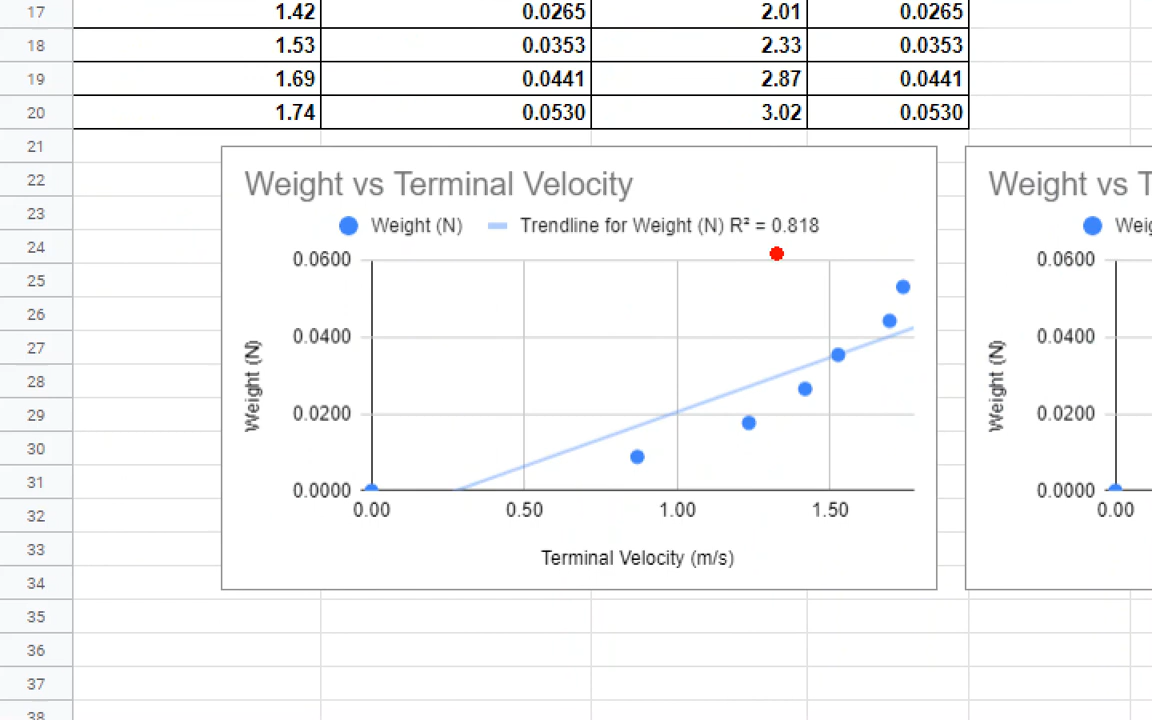 17 1.42 0.0265 2.01 0.0265
18 1.53 0.0353 2.33 0.0353
19 1.69 0.0441 2.87 0.0441
20 1.74 0.0530 3.02 0.0530
21
22
23
24
25
26
27
28
29
30
31
32
33
34
35
36
37
38
Weight vs Terminal Velocity
Weight (N) Trendline for Weight (N) R² = 0.818
0.0600
0.0400
0.0200
0.0000
Weight (N)
0.00 0.50 1.00 1.50
Terminal Velocity (m/s)
Weight vs T
Weig
0.0600
0.0400
0.0200
0.0000
Weight (N)
0.00